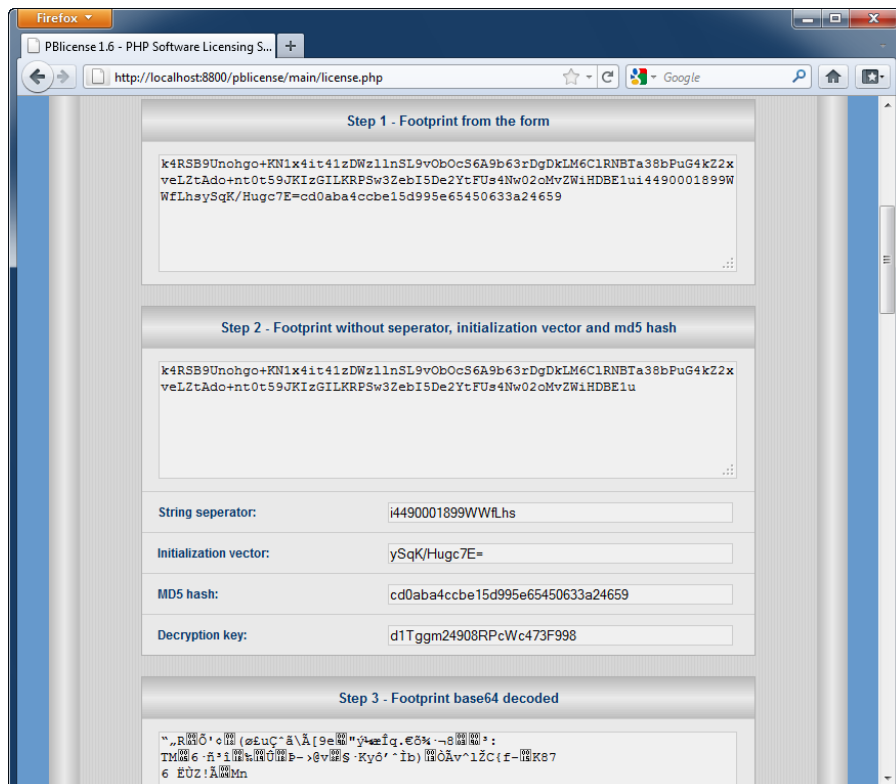 Firefox
PBlicense 1.6 - PHP Software Licensing S...
http://localhost:8800/pblicense/main/license.php
Google
Step 1 - Footprint from the form
k4RSB9Unohgo+KN1x4it41zDWzllnSL9vObOcS6A9b63rDgDkLM6ClRNBTa38bPuG4kZ2x
veLZtAdo+nt0t59JKIzGILKRPSw3ZebI5De2YtFUs4Nw02oMvZWiHDBE1ui4490001899W
WfLhsySqK/Hugc7E=cd0aba4ccbe15d995e65450633a24659
Step 2 - Footprint without seperator, initialization vector and md5 hash
k4RSB9Unohgo+KN1x4it41zDWzllnSL9vObOcS6A9b63rDgDkLM6ClRNBTa38bPuG4kZ2x
veLZtAdo+nt0t59JKIzGILKRPSw3ZebI5De2YtFUs4Nw02oMvZWiHDBE1u
String seperator:
i4490001899WWfLhs
Initialization vector:
ySqK/Hugc7E=
MD5 hash:
cd0aba4ccbe15d995e65450633a24659
Decryption key:
d1Tggm24908RPcWc473F998
Step 3 - Footprint base64 decoded